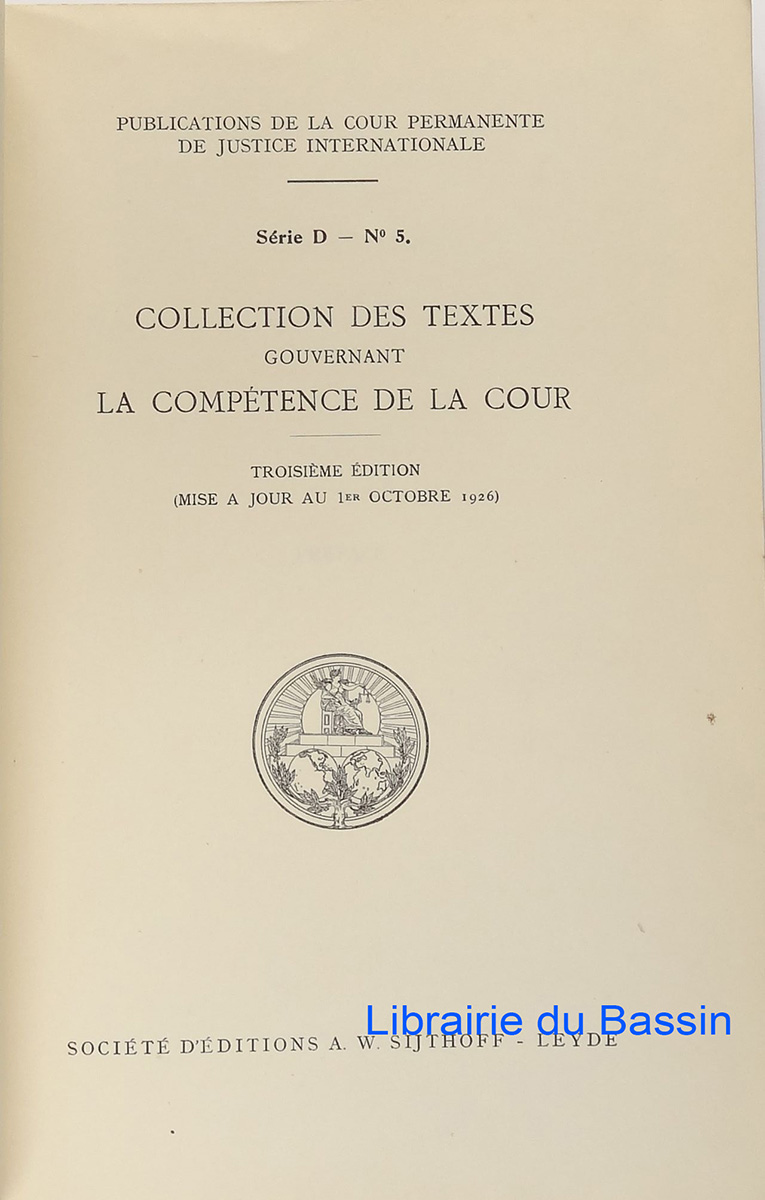 PUBLICATIONS DE LA COUR PERMANENTE
DE JUSTICE INTERNATIONALE
Série D — Nº 5.
COLLECTION DES TEXTES
GOUVERNANT
LA COMPÉTENCE DE LA COUR
TROISIÈME ÉDITION
(MISE A JOUR AU 1ER OCTOBRE 1926)
Librairie du Bassin
SOCIÉTÉ D'ÉDITIONS A. W. SIJTHOFF - LEYDE